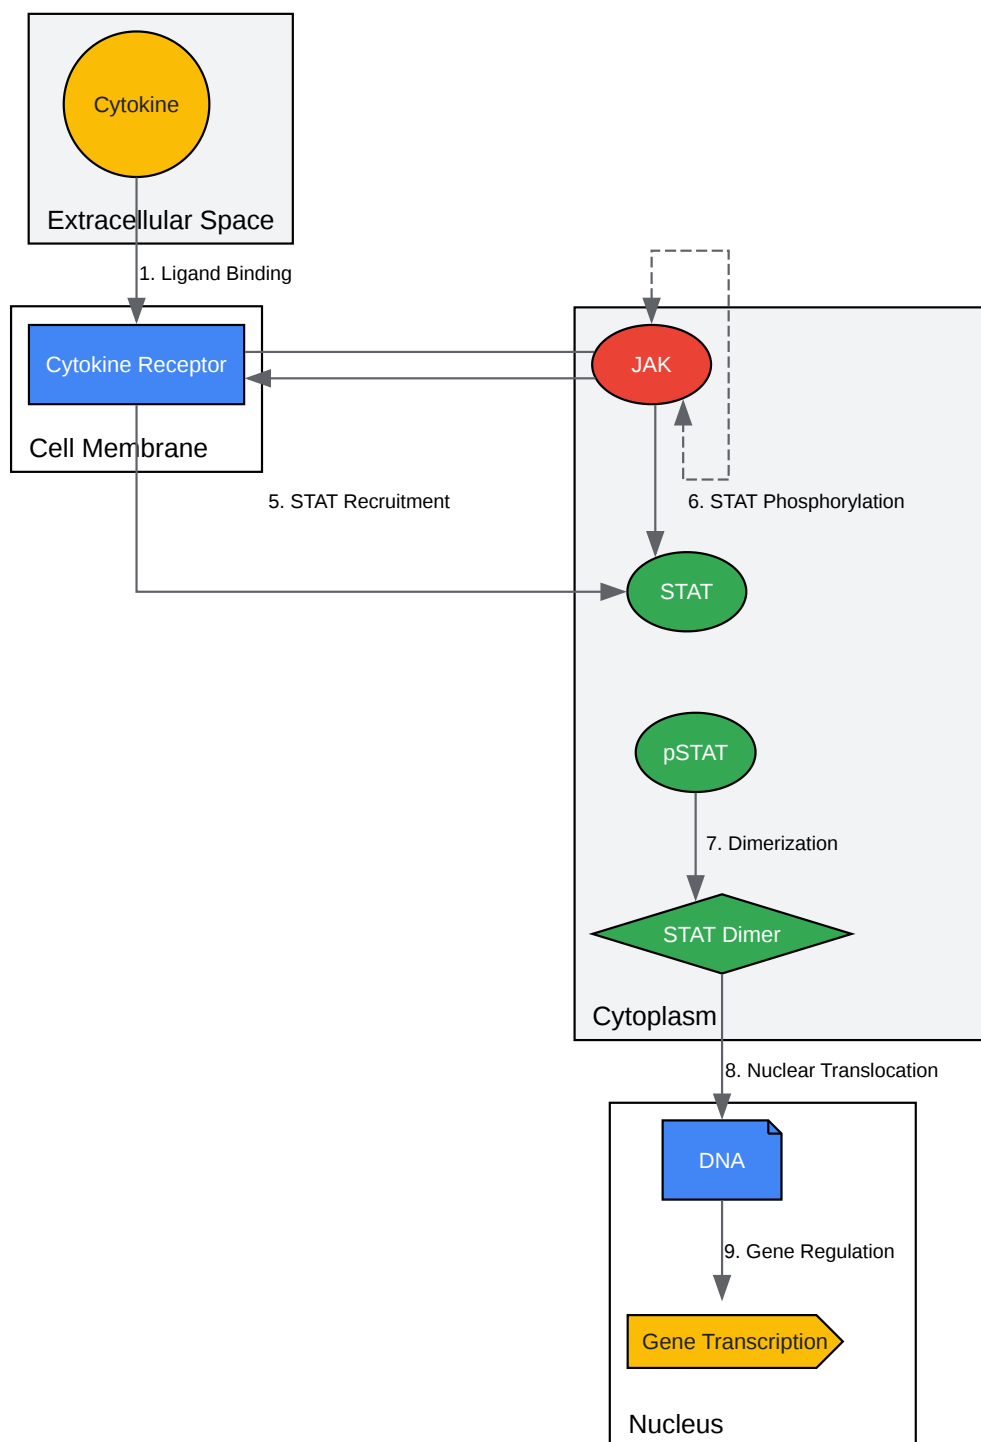 Cytokine
Extracellular Space
1. Ligand Binding
Cytokine Receptor
JAK
Cell Membrane
5. STAT Recruitment
6. STAT Phosphorylation
STAT
pSTAT
7. Dimerization
STAT Dimer
Cytoplasm
8. Nuclear Translocation
DNA
9. Gene Regulation
Gene Transcription
Nucleus